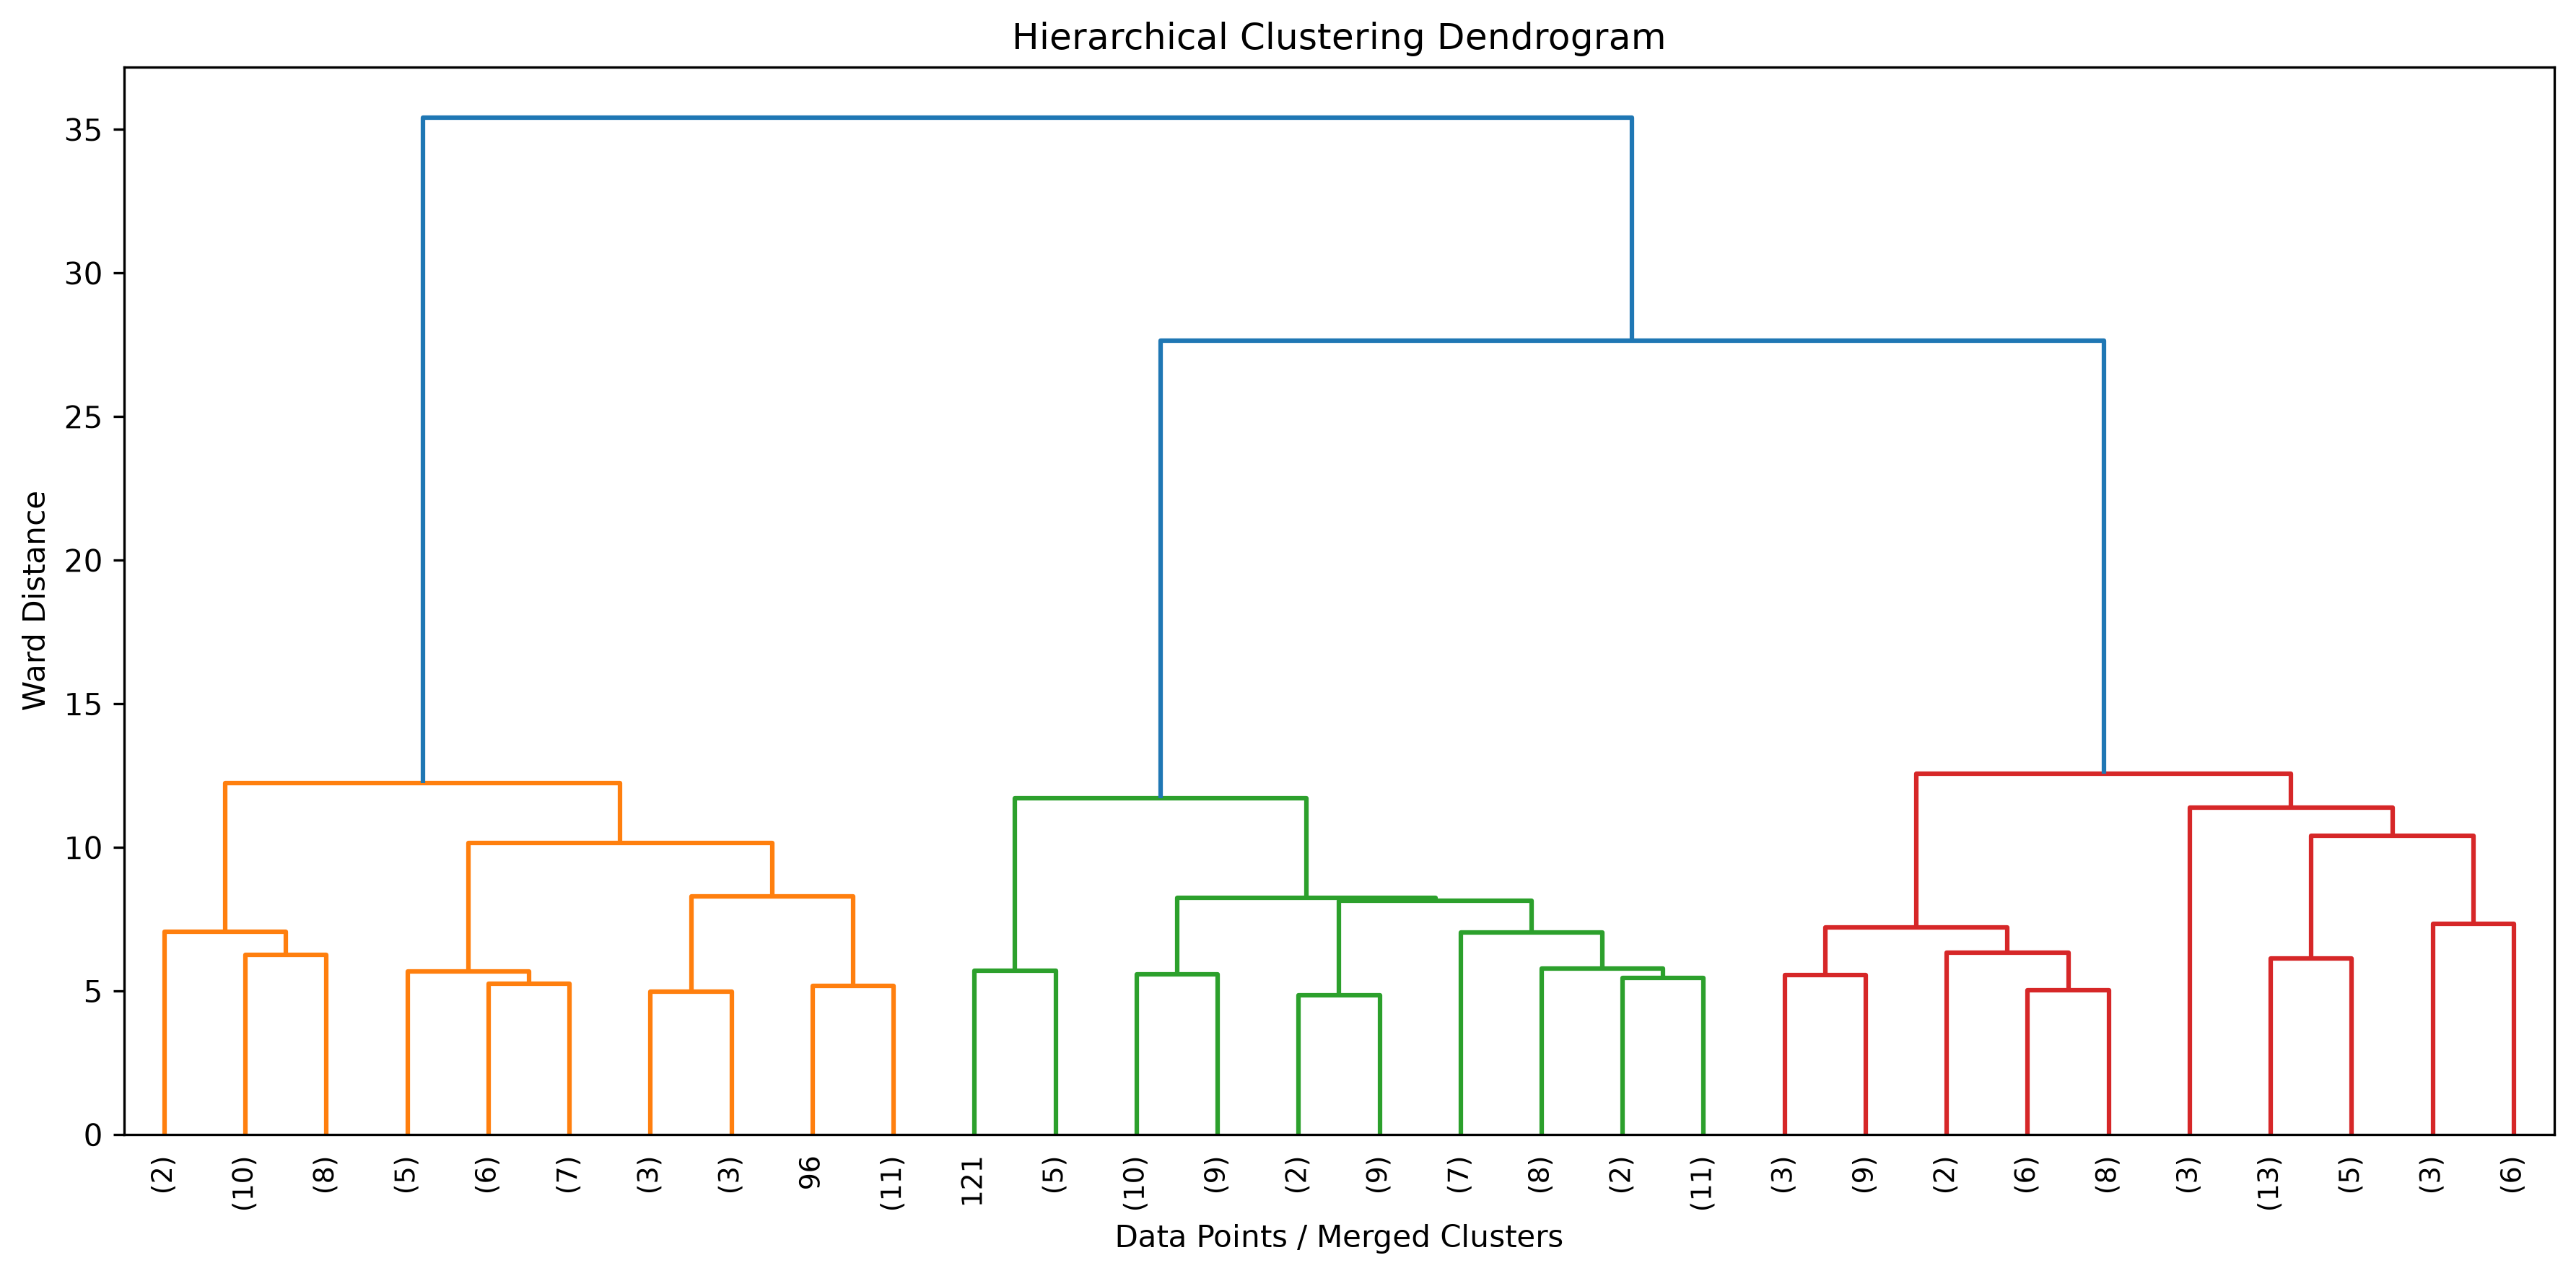 Hierarchical Clustering Dendrogram
35
30
25
20
15
10
5
0
Ward Distance
(2) (10) (8) (5) (6) (7) (3) (3) 96 (11) 121 (5) (10) (9) (2) (9) (7) (8) (2) (11) (3) (9) (2) (6) (8) (3) (13) (5) (3) (6)
Data Points / Merged Clusters